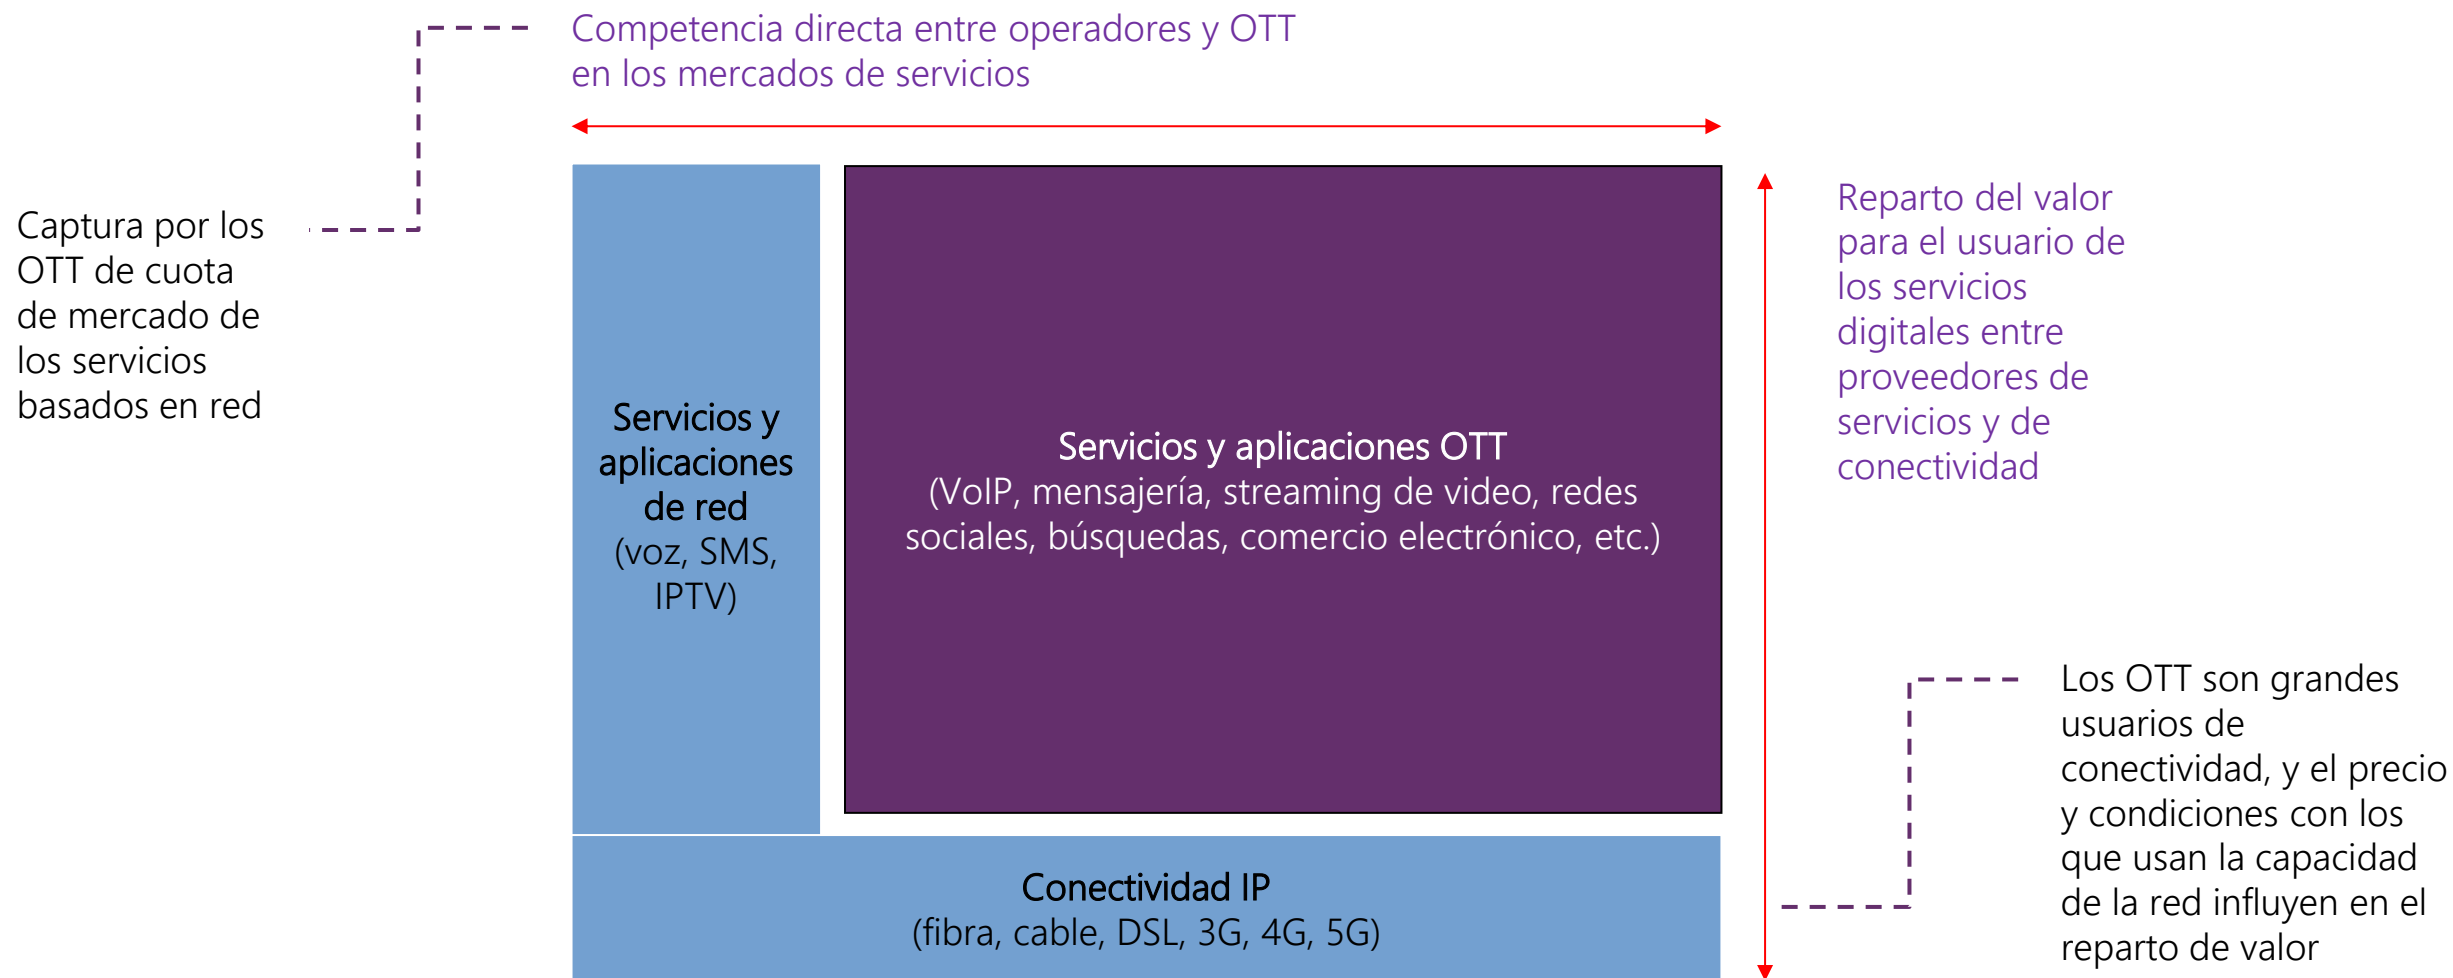 Competencia directa entre operadores y OTT
en los mercados de servicios
Captura por los
OTT de cuota
de mercado de
los servicios
basados en red
Servicios y
aplicaciones
de red
(voz, SMS,
IPTV)
Servicios y aplicaciones OTT
(VoIP, mensajería, streaming de video, redes
sociales, búsquedas, comercio electrónico, etc.)
Reparto del valor
para el usuario de
los servicios
digitales entre
proveedores de
servicios y de
conectividad
Los OTT son grandes
usuarios de
conectividad, y el precio
y condiciones con los
que usan la capacidad
de la red influyen en el
reparto de valor
Conectividad IP
(fibra, cable, DSL, 3G, 4G, 5G)